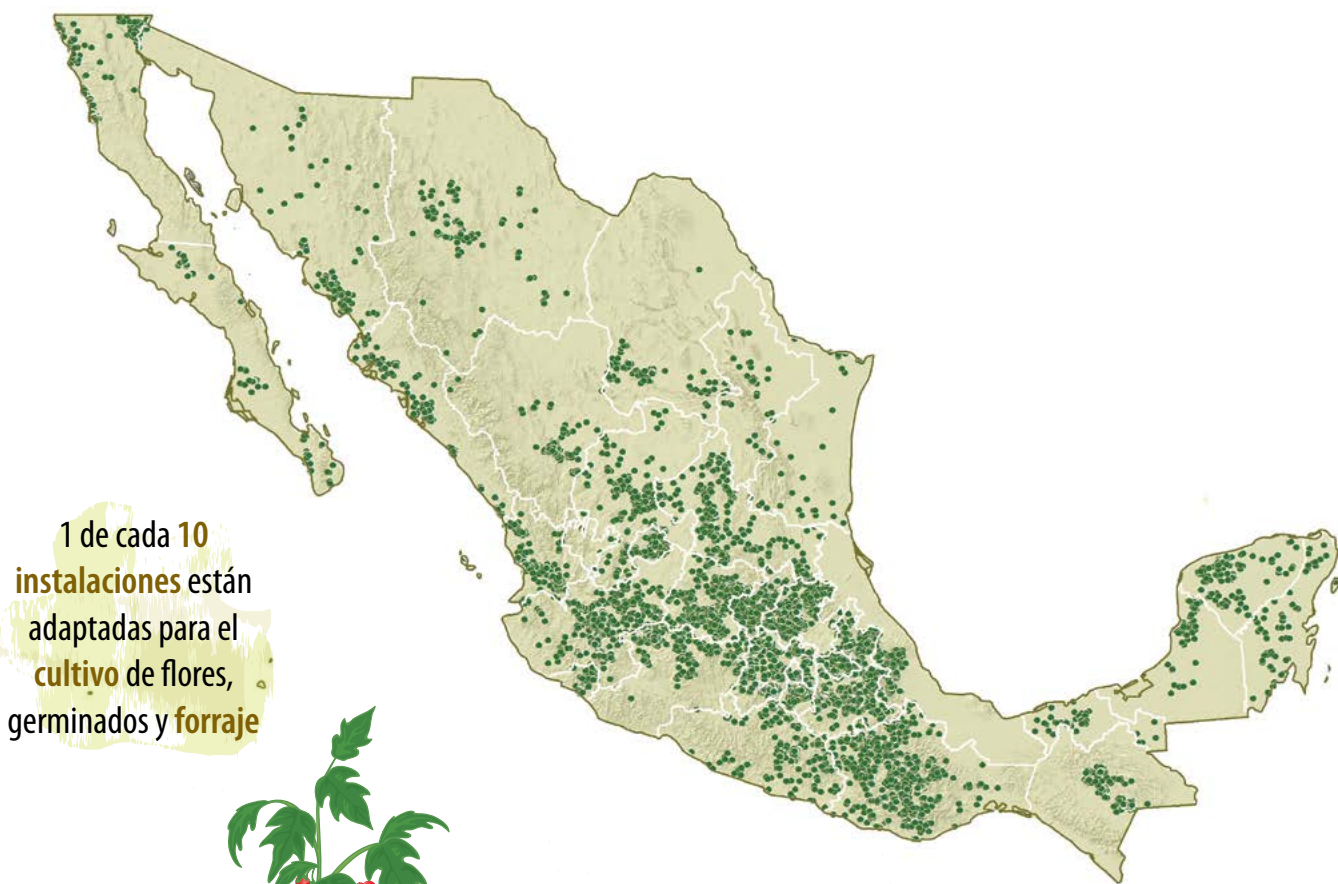 1 de cada 10
instalaciones están
adaptadas para el
cultivo de flores,
germinados y forraje